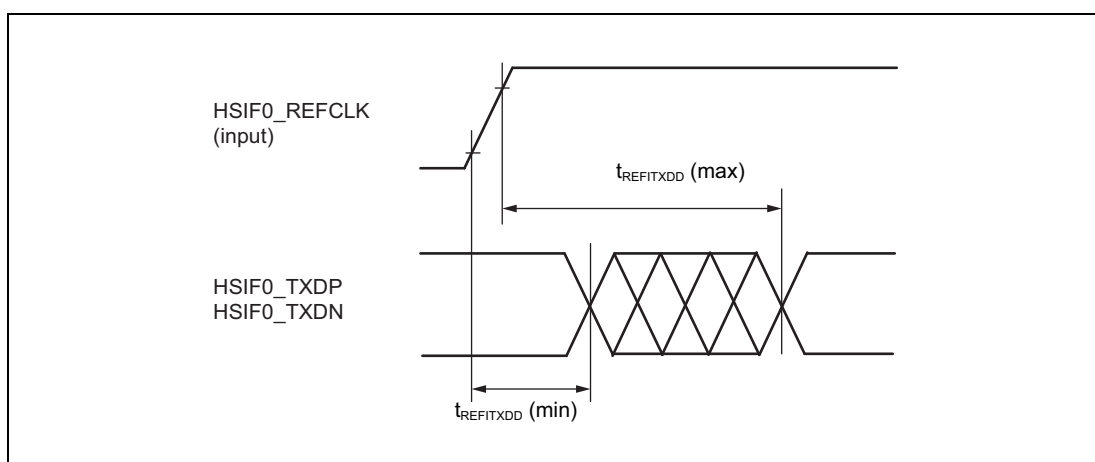 HSIF0_REFCLK
(input)
tREFITXDD (max)
HSIF0_TXDP
HSIF0_TXDN
tREFITXDD (min)